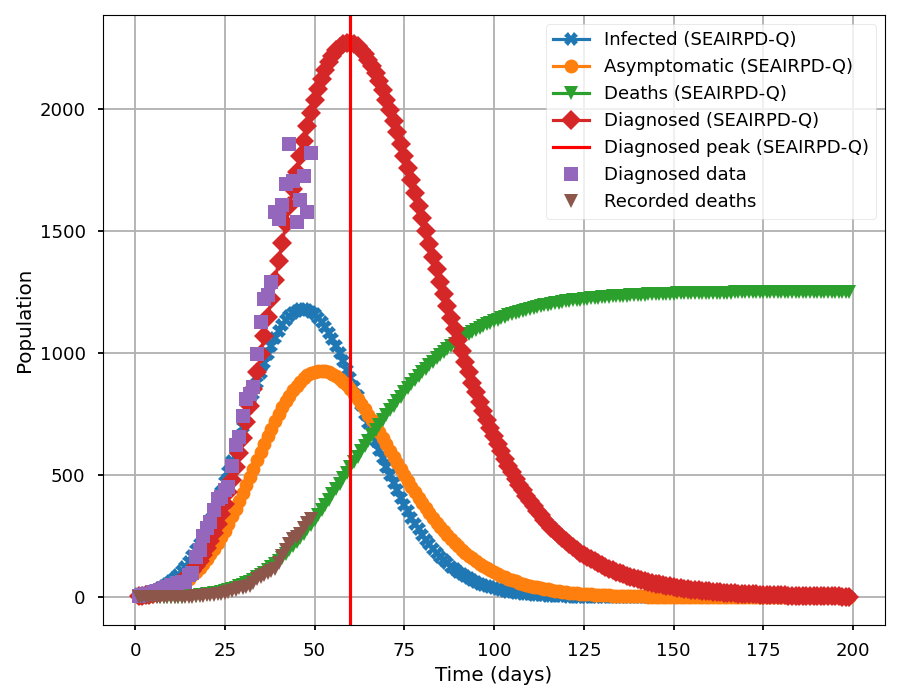 Infected (SEAIRPD-Q)
Asymptomatic (SEAIRPD-Q)
Deaths (SEAIRPD-Q)
Diagnosed (SEAIRPD-Q)
Diagnosed peak (SEAIRPD-Q)
Diagnosed data
Recorded deaths
2000
1500
1000
500
0
Population
0 25 50 75 100 125 150 175 200
Time (days)